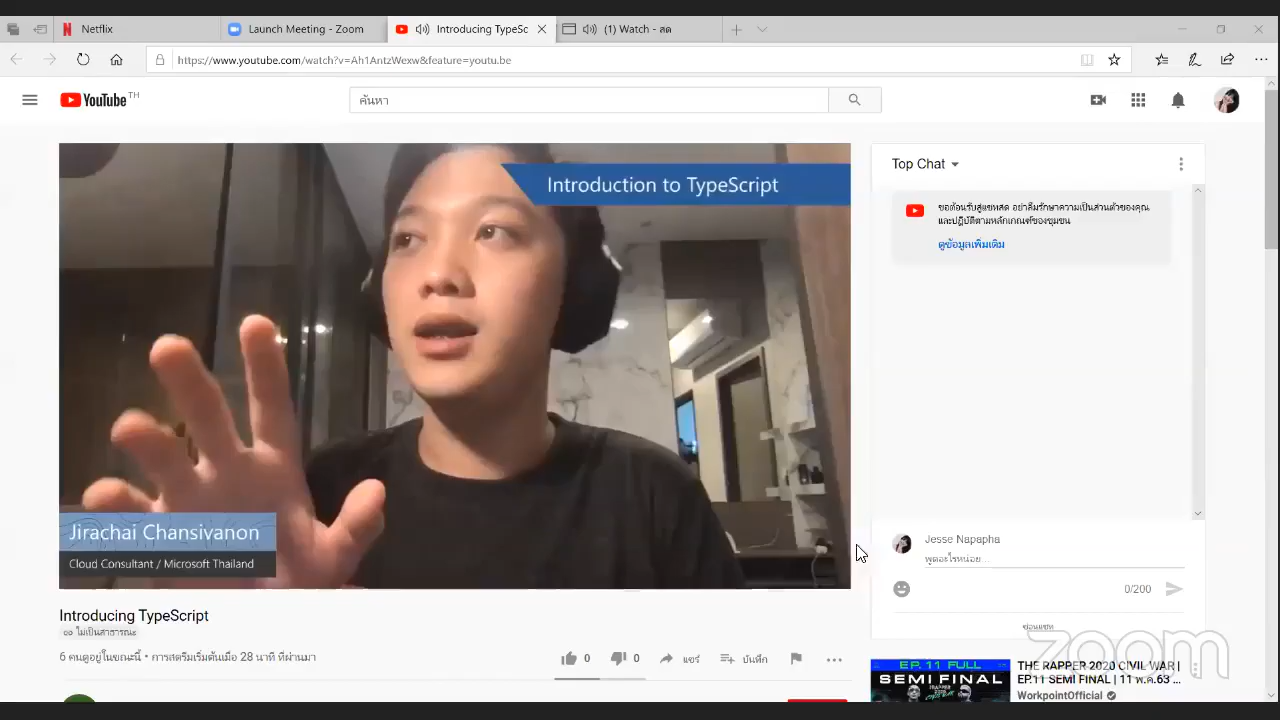 Netflix
Launch Meeting - Zoom
Introducing TypeSc
(1) Watch - สด
https://www.youtube.com/watch?v=Ah1AntzWexw&feature=youtu.be
YouTube TH
ค้นหา
Introduction to TypeScript
Top Chat
ขอต้อนรับสู่แชทสด อย่าลืมรักษาความเป็นส่วนตัวของคุณ
และปฏิบัติตามหลักเกณฑ์ของชุมชน
ดูข้อมูลเพิ่มเติม
Jirachai Chansivanon
Cloud Consultant / Microsoft Thailand
Jesse Napapha
พูดอะไรหน่อย...
0/200
ซ่อนแชท
Introducing TypeScript
ไม่เป็นสาธารณะ
6 คนดูอยู่ในขณะนี้ • การสตรีมเริ่มต้นเมื่อ 28 นาที ที่ผ่านมา
0
0
แชร์
บันทึก
zoom
EP. 11 FULL
SEMI FINAL
THE RAPPER 2020 CIVIL WAR |
EP.11 SEMI FINAL | 11 พ.ค.63 ...
WorkpointOfficial